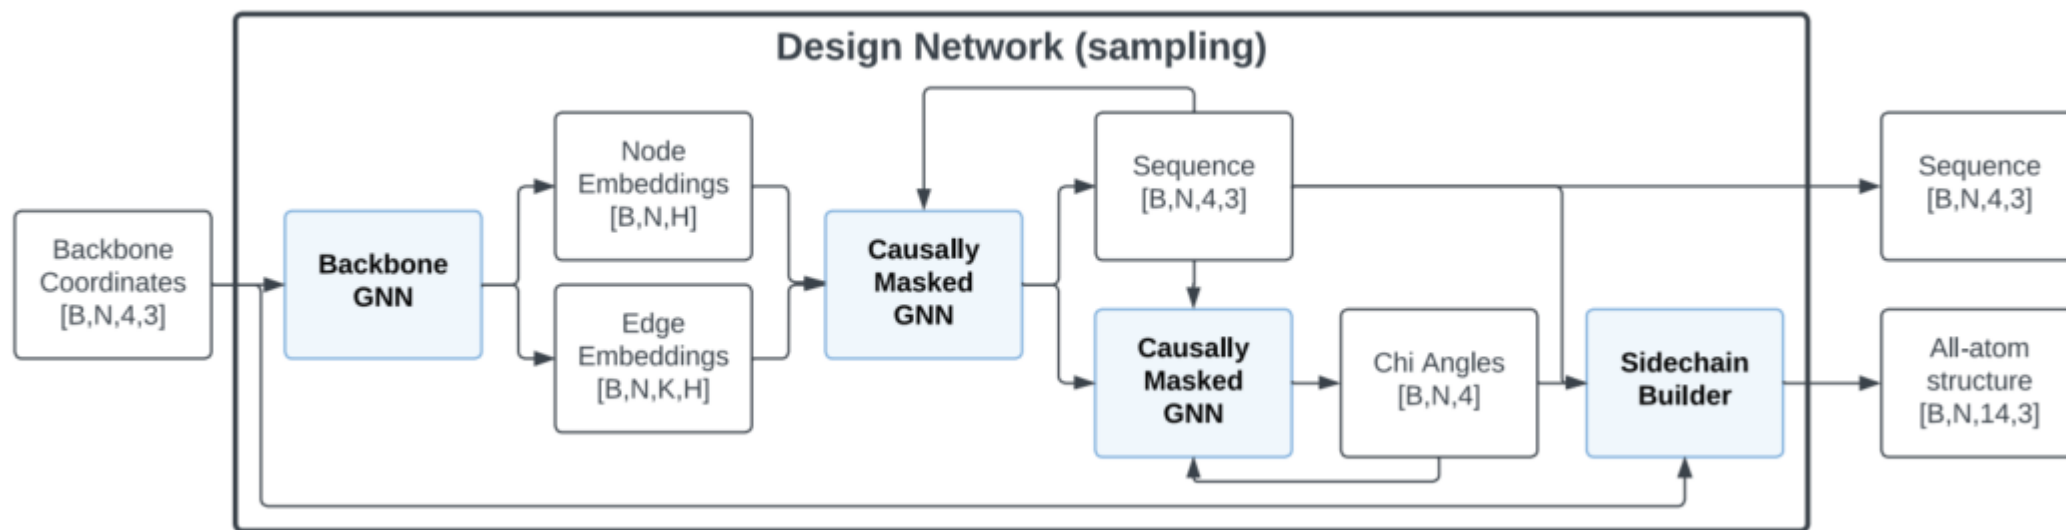 Design Network (sampling)
Backbone
Coordinates
[B,N,4,3]
Backbone
GNN
Node
Embeddings
[B,N,H]
Edge
Embeddings
[B,N,K,H]
Causally
Masked
GNN
Sequence
[B,N,4,3]
Causally
Masked
GNN
Chi Angles
[B,N,4]
Sidechain
Builder
Sequence
[B,N,4,3]
All-atom
structure
[B,N,14,3]